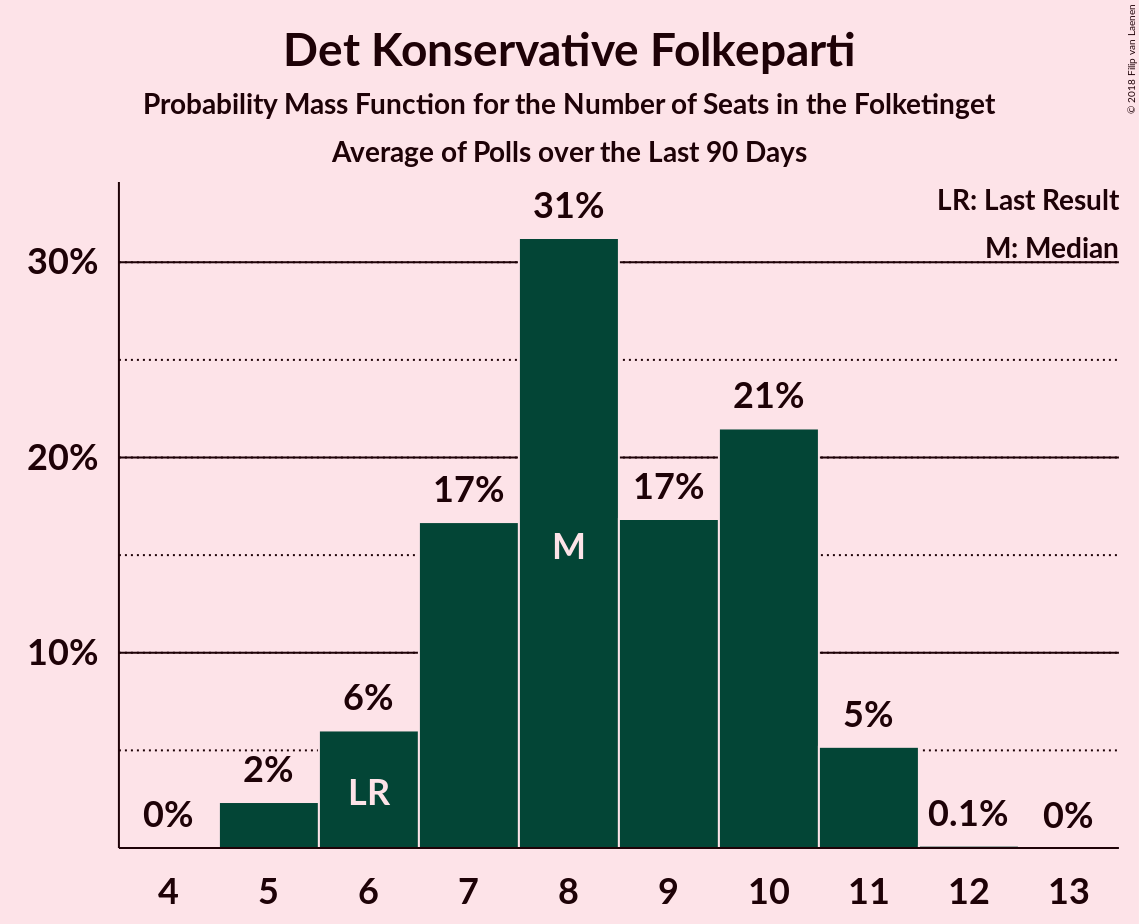 Det Konservative Folkeparti
Probability Mass Function for the Number of Seats in the Folketinget
Average of Polls over the Last 90 Days
© 2018 Filip van Laenen
LR: Last Result
M: Median
30%
20%
10%
0%
2%
6%
17%
31%
17%
21%
5%
0.1%
0%
LR
M
4 5 6 7 8 9 10 11 12 13